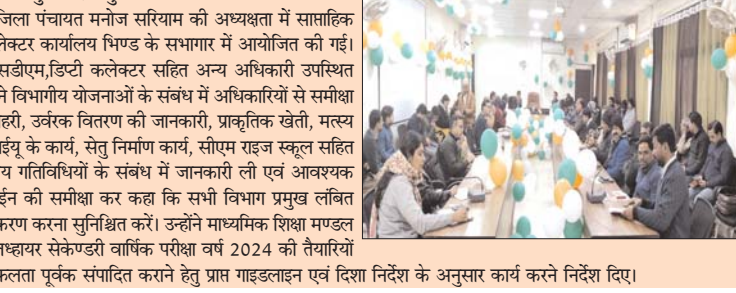 जिला पंचायत मनोज सरियाम की अध्यक्षता में साप्ताहिक
लेक्टर कार्यालय भिण्ड के सभागार में आयोजित की गई।
सडीएम,डिप्टी कलेक्टर सहित अन्य अधिकारी उपस्थित
ने विभागीय योजनाओं के संबंध में अधिकारियों से समीक्षा
हरी, उर्वरक वितरण की जानकारी, प्राकृतिक खेती, मत्स्य
ईयू के कार्य, सेतु निर्माण कार्य, सीएम राइज स्कूल सहित
य गतिविधियों के संबंध में जानकारी ली एवं आवश्यक
ईन की समीक्षा कर कहा कि सभी विभाग प्रमुख लंबित
करण करना सुनिश्चित करें। उन्होंने माध्यमिक शिक्षा मण्डल
हायर सेकेण्डरी वार्षिक परीक्षा वर्ष 2024 की तैयारियों
फलता पूर्वक संपादित कराने हेतु प्राप्त गाइडलाइन एवं दिशा निर्देश के अनुसार कार्य करने निर्देश दिए।